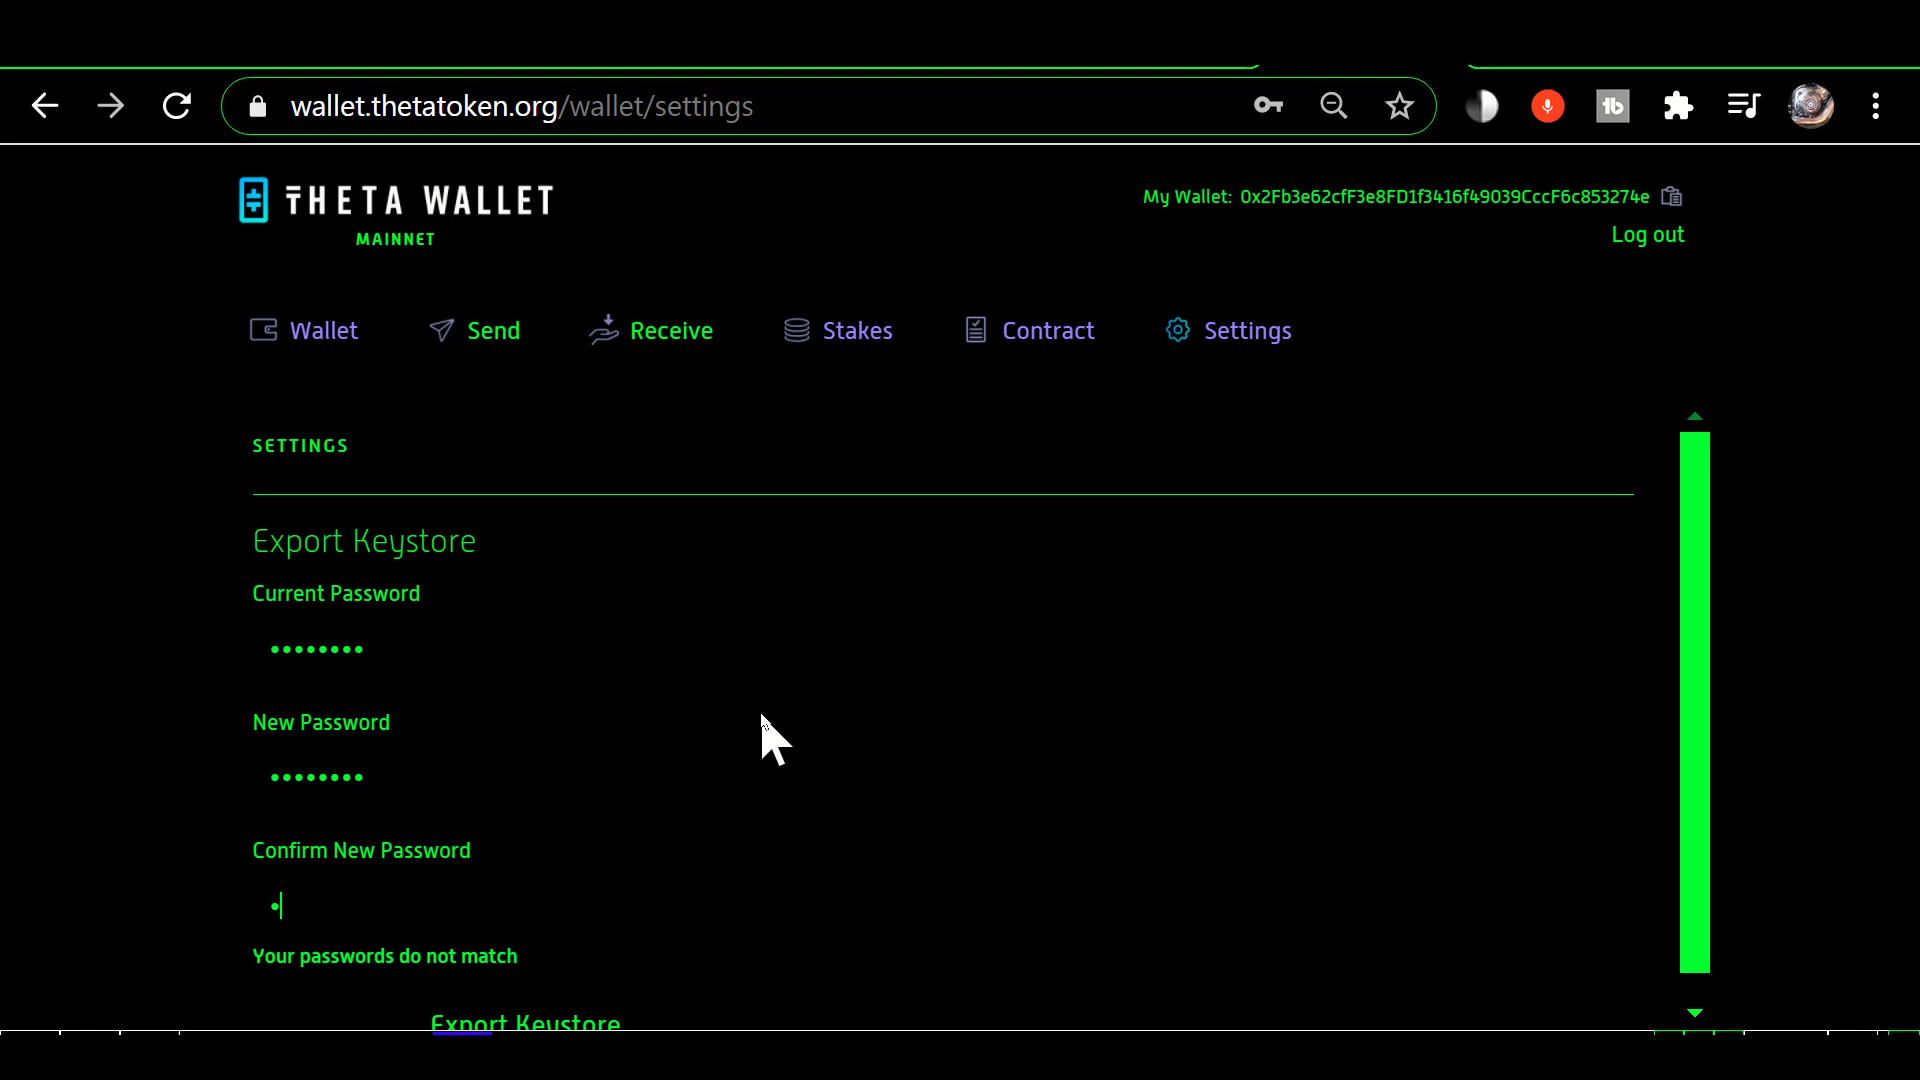 wallet.thetatoken.org/wallet/settings
tb
THETA WALLET
MAINNET
My Wallet: 0x2Fb3e62cfF3e8FD1f3416f49039CccF6c853274e
Log out
Wallet Send Receive Stakes Contract Settings
SETTINGS
Export Keystore
Current Password
••••••••
New Password
••••••••
Confirm New Password
•
Your passwords do not match
Export Keystore